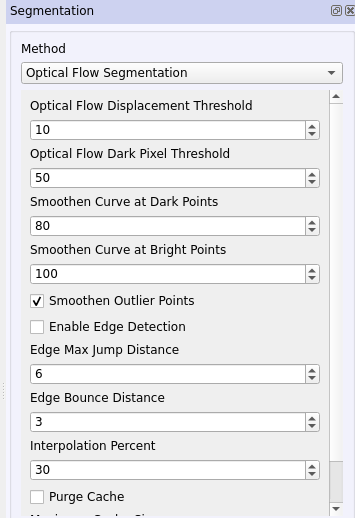 Segmentation
Method
Optical Flow Segmentation
Optical Flow Displacement Threshold
10
Optical Flow Dark Pixel Threshold
50
Smoothen Curve at Dark Points
80
Smoothen Curve at Bright Points
100
Smoothen Outlier Points
Enable Edge Detection
Edge Max Jump Distance
6
Edge Bounce Distance
3
Interpolation Percent
30
Purge Cache